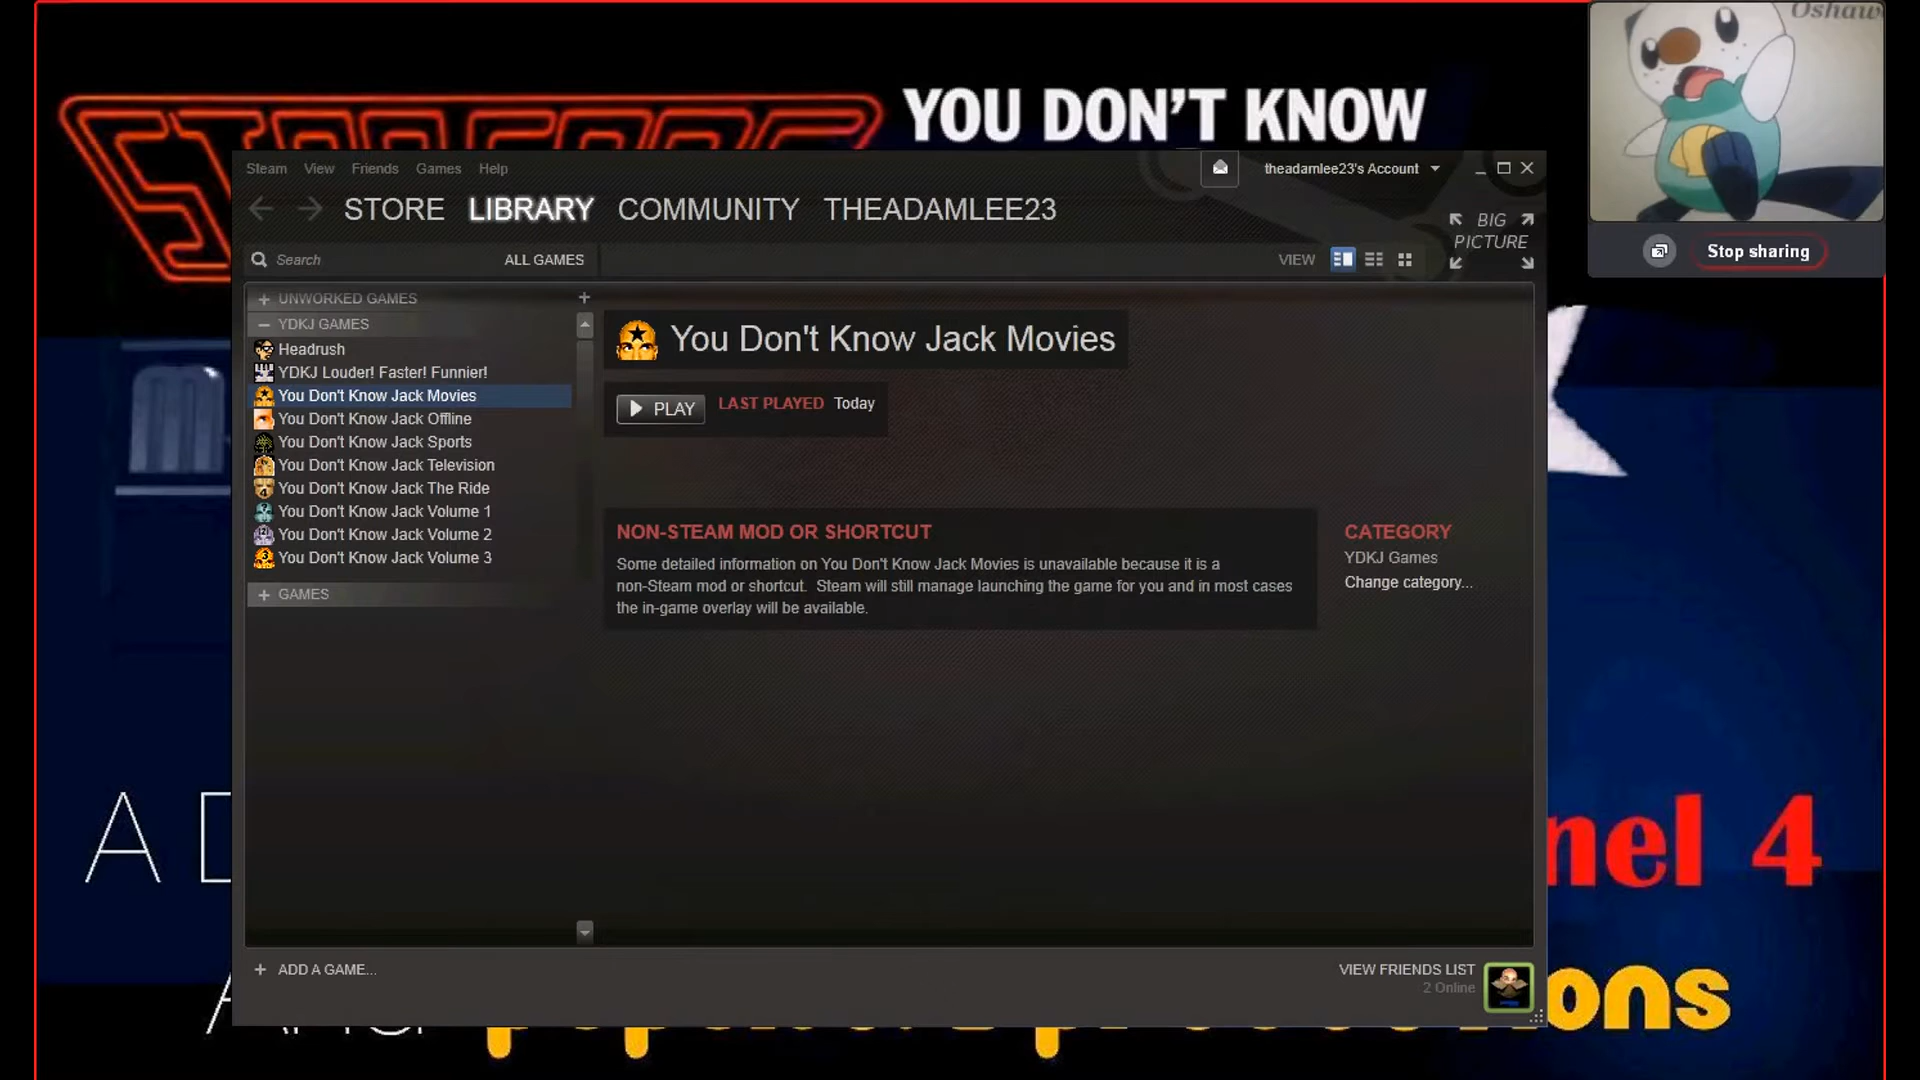 Oshaw
YOU DON'T KNOW
Steam View Friends Games Help
theadamlee23's Account
STORE LIBRARY COMMUNITY THEADAMLEE23
BIG PICTURE
Stop sharing
Search
ALL GAMES
VIEW
+ UNWORKED GAMES +
– YDKJ GAMES
Headrush
YDKJ Louder! Faster! Funnier!
You Don't Know Jack Movies
You Don't Know Jack Offline
You Don't Know Jack Sports
You Don't Know Jack Television
You Don't Know Jack The Ride
You Don't Know Jack Volume 1
You Don't Know Jack Volume 2
You Don't Know Jack Volume 3
+ GAMES
You Don't Know Jack Movies
PLAY
LAST PLAYED Today
NON-STEAM MOD OR SHORTCUT
Some detailed information on You Don't Know Jack Movies is unavailable because it is a
non-Steam mod or shortcut. Steam will still manage launching the game for you and in most cases
the in-game overlay will be available.
CATEGORY
YDKJ Games
Change category...
A D
nel 4
+ ADD A GAME...
VIEW FRIENDS LIST
2 Online
ons